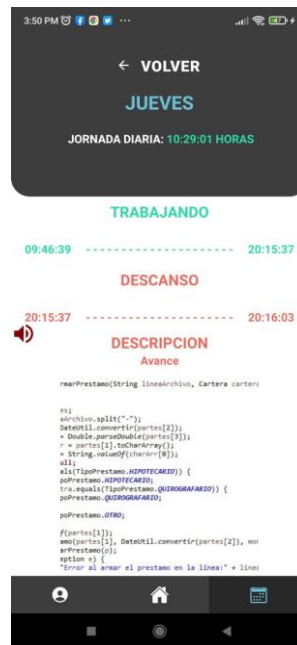 3:50 PM
← VOLVER
JUEVES
JORNADA DIARIA: 10:29:01 HORAS
TRABAJANDO
09:46:39 - - - - - - - - - - - - - - - - - - - - 20:15:37
DESCANSO
20:15:37 - - - - - - - - - - - - - - - - - - - - 20:16:03
DESCRIPCION
Avance
rmarPrestamo(String lineaArchivo, Cartera cartera
es;
aArchivo.split("-");
DateUtil.convertir(partes[2]);
= Double.parseDouble(partes[3]);
r = partes[1].toCharArray();
= String.valueOf(charArr[0]);
ull;
als(TipoPrestamo.HIPOTECARIO)) {
poPrestamo.HIPOTECARIO;
tra.equals(TipoPrestamo.QUIROGRAFARIO)) {
poPrestamo.QUIROGRAFARIO;
poPrestamo.OTRO;
f(partes[1]);
amo(partes[1], DateUtil.convertir(partes[2]), mon
arPrestamo(p);
eption e) {
"Error al armar el prestamo en la línea:" + linea